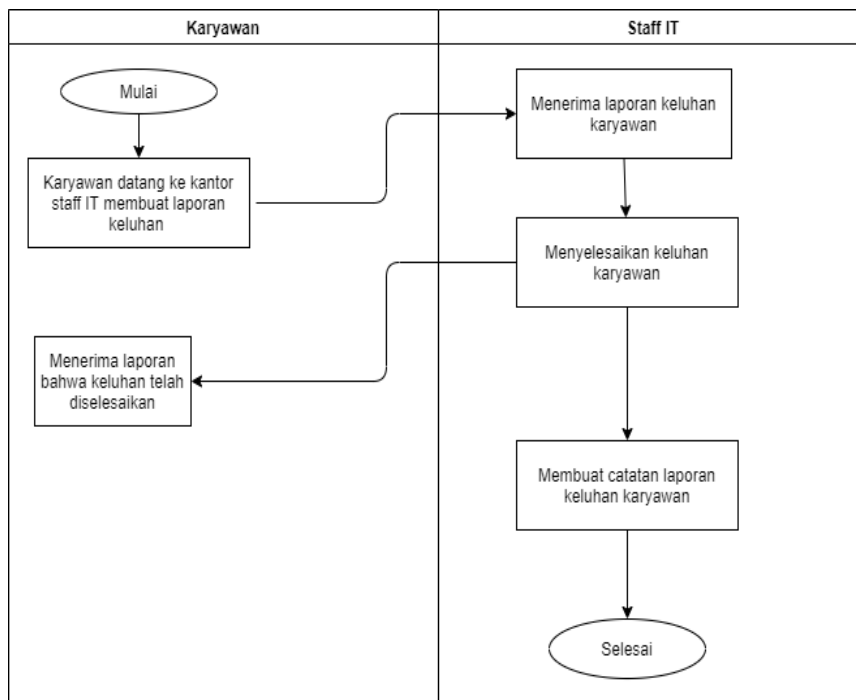 Karyawan
Staff IT
Mulai
Menerima laporan keluhan
karyawan
Karyawan datang ke kantor
staff IT membuat laporan
keluhan
Menyelesaikan keluhan
karyawan
Menerima laporan
bahwa keluhan telah
diselesaikan
Membuat catatan laporan
keluhan karyawan
Selesai